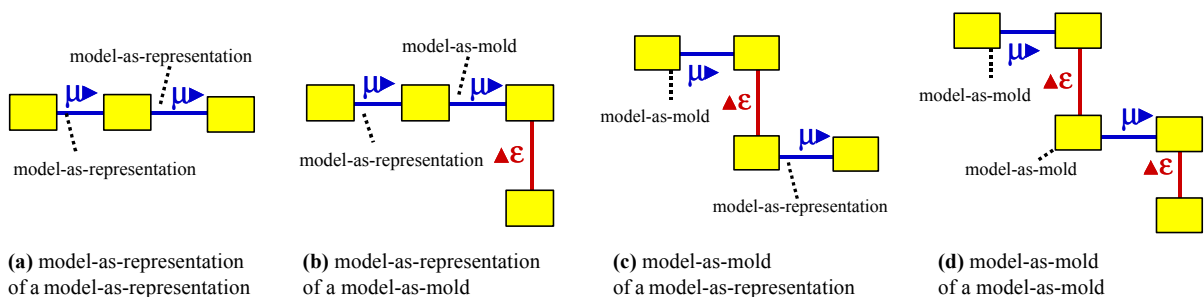 model-as-representation
μ▶ μ▶
model-as-representation
(a) model-as-representation
of a model-as-representation
model-as-mold
μ▶ μ▶
model-as-representation
▲ε
(b) model-as-representation
of a model-as-mold
μ▶
model-as-mold
▲ε
μ▶
model-as-representation
(c) model-as-mold
of a model-as-representation
μ▶
model-as-mold
▲ε
μ▶
model-as-mold
▲ε
(d) model-as-mold
of a model-as-mold